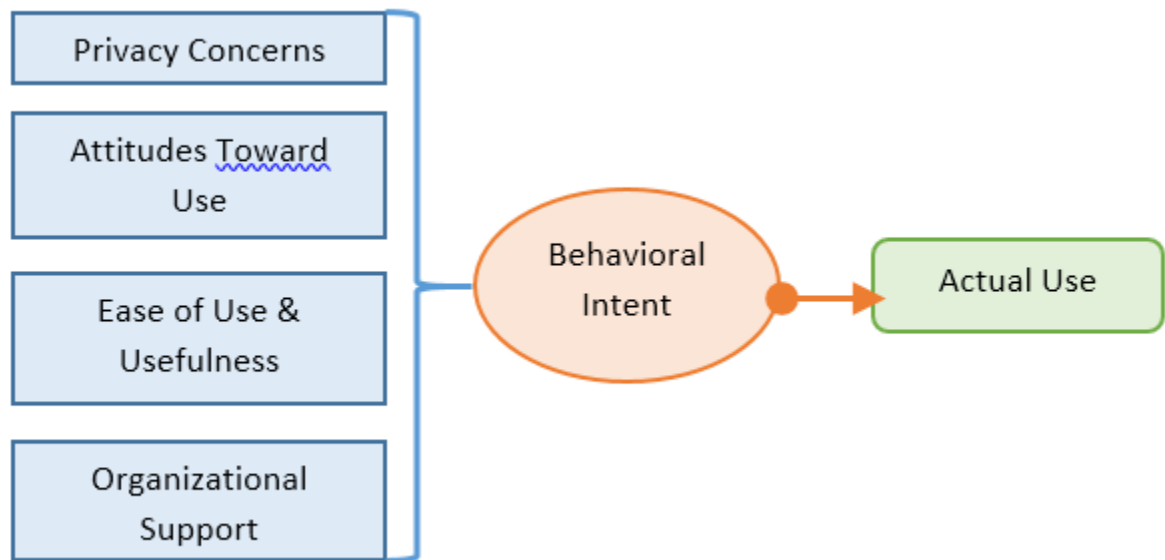 Privacy Concerns
Attitudes Toward
Use
Ease of Use &
Usefulness
Organizational
Support
Behavioral
Intent
Actual Use